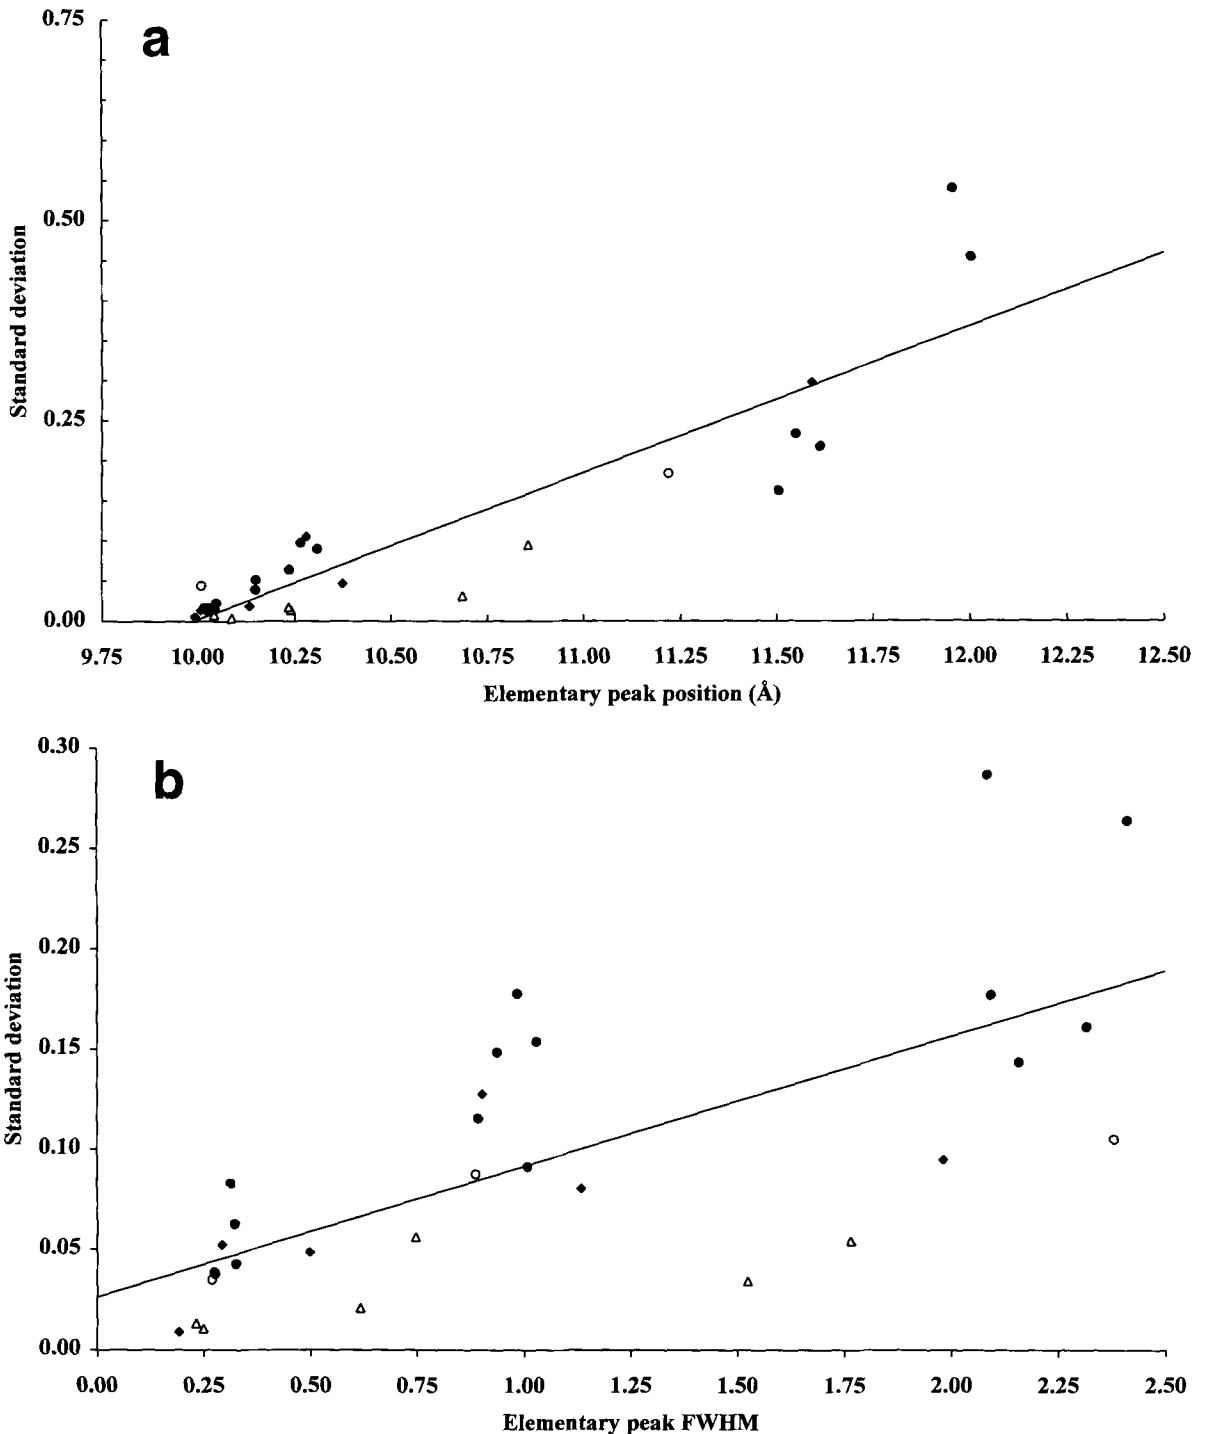 a
0.75
0.50
0.25
0.00
Standard deviation
9.75 10.00 10.25 10.50 10.75 11.00 11.25 11.50 11.75 12.00 12.25 12.50
Elementary peak position (Å)
b
0.30
0.25
0.20
0.15
0.10
0.05
0.00
Standard deviation
0.00 0.25 0.50 0.75 1.00 1.25 1.50 1.75 2.00 2.25 2.50
Elementary peak FWHM